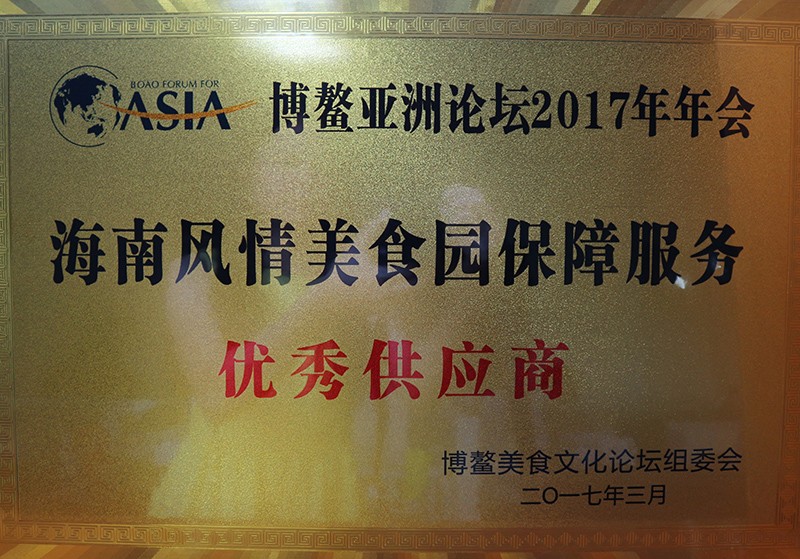 BOAO FORUM FOR
ASIA 博鳌亚洲论坛2017年年会
海南风情美食园保障服务
优秀供应商
博鳌美食文化论坛组委会
二〇一七年三月